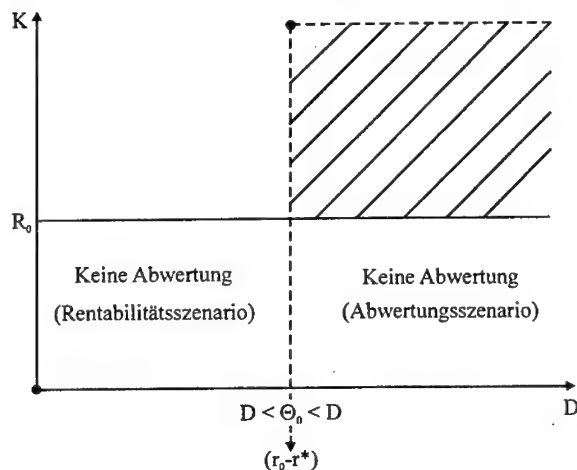 K
R₀
Keine Abwertung
(Rentabilitätsszenario)
Keine Abwertung
(Abwertungsszenario)
D < Θ₀ < D
D
(r₀-r*)